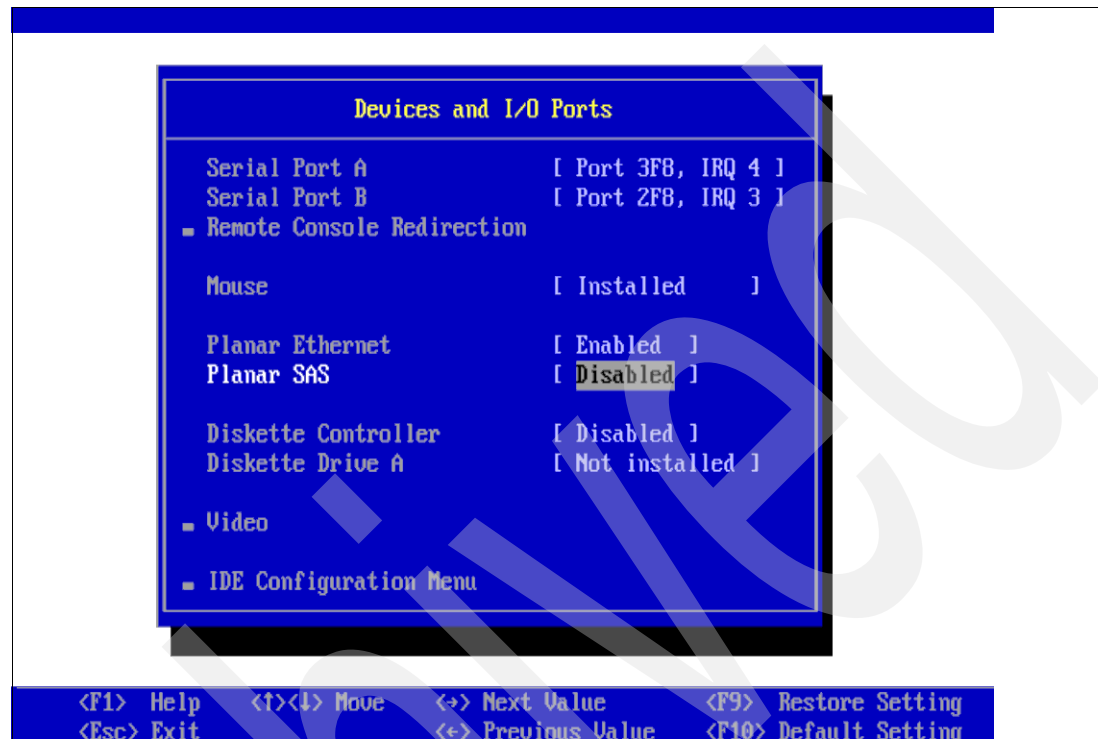 Devices and I/O Ports
Serial Port A [ Port 3F8, IRQ 4 ]
Serial Port B [ Port 2F8, IRQ 3 ]
Remote Console Redirection
Mouse [ Installed ]
Planar Ethernet [ Enabled ]
Planar SAS [ Disabled ]
Diskette Controller [ Disabled ]
Diskette Drive A [ Not installed ]
Video
IDE Configuration Menu
<F1> Help <↑><↓> Move <→> Next Value <F9> Restore Setting
<Esc> Exit <←> Previous Value <F10> Default Setting